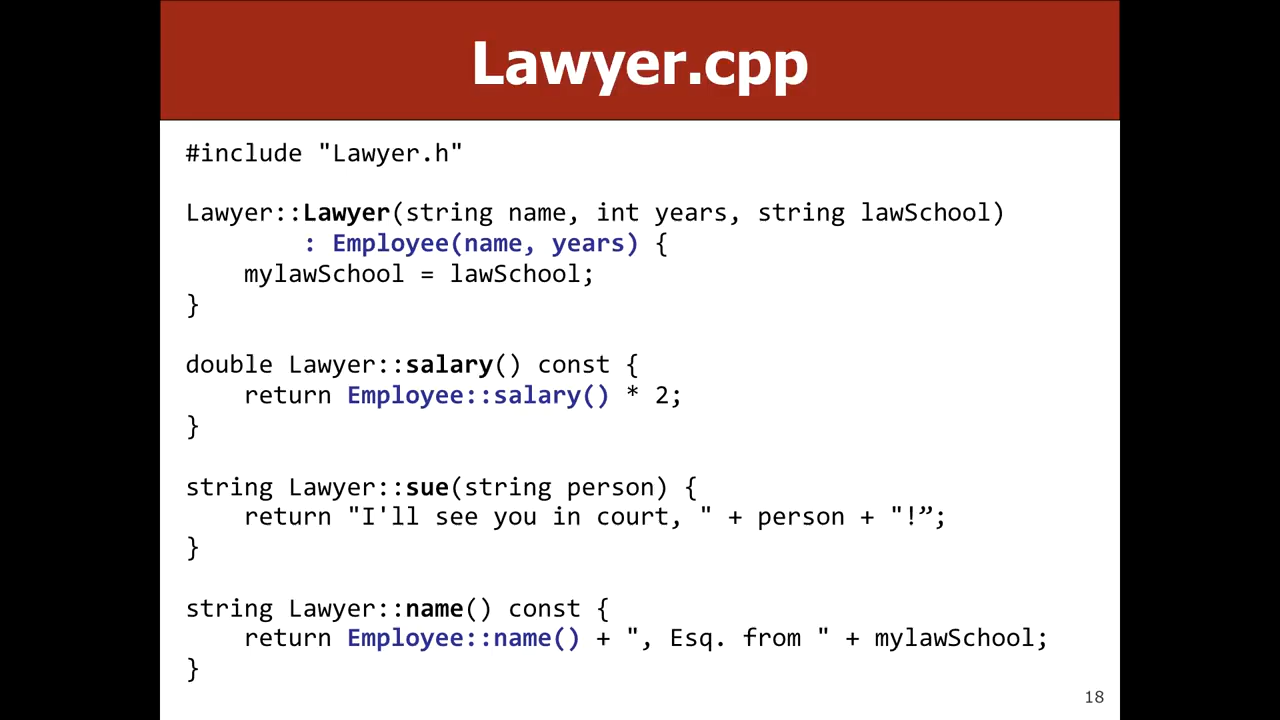 Lawyer.cpp
#include "Lawyer.h"
Lawyer::Lawyer(string name, int years, string lawSchool)
: Employee(name, years) {
mylawSchool = lawSchool;
}
double Lawyer::salary() const {
return Employee::salary() * 2;
}
string Lawyer::sue(string person) {
return "I'll see you in court, " + person + "!”;
}
string Lawyer::name() const {
return Employee::name() + ", Esq. from " + mylawSchool;
}
18